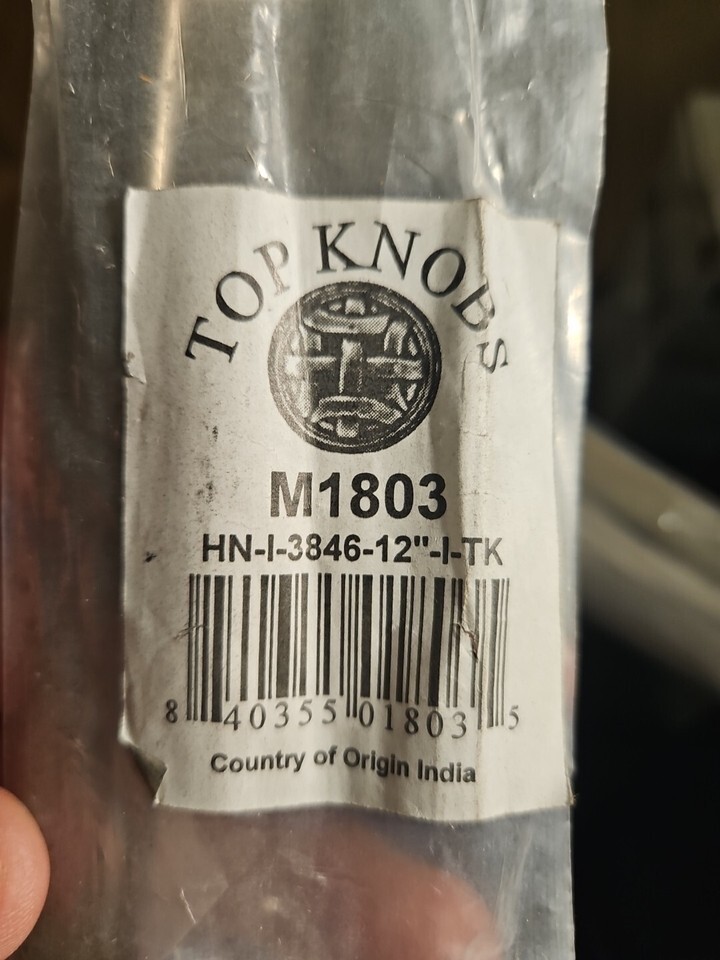 TOP KNOBS
M1803
HN-I-3846-12"-I-TK
8 40355 01803 5
Country of Origin India